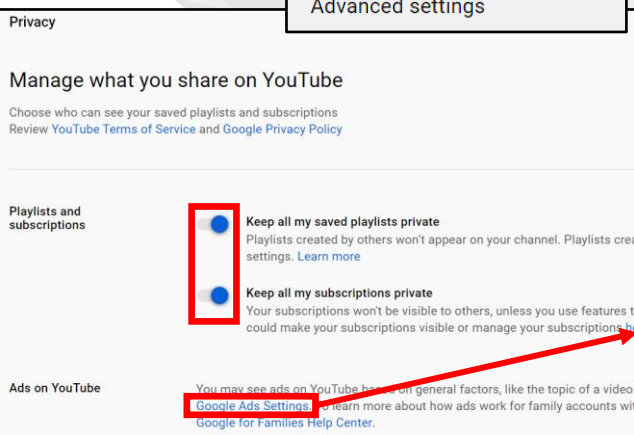 Advanced settings
Privacy
Manage what you share on YouTube
Choose who can see your saved playlists and subscriptions
Review YouTube Terms of Service and Google Privacy Policy
Playlists and
subscriptions
Keep all my saved playlists private
Playlists created by others won't appear on your channel. Playlists crea
settings. Learn more
Keep all my subscriptions private
Your subscriptions won't be visible to others, unless you use features t
could make your subscriptions visible or manage your subscriptions
Ads on YouTube
You may see ads on YouTube based on general factors, like the topic of a video
Google Ads Settings. To learn more about how ads work for family accounts wit
Google for Families Help Center.